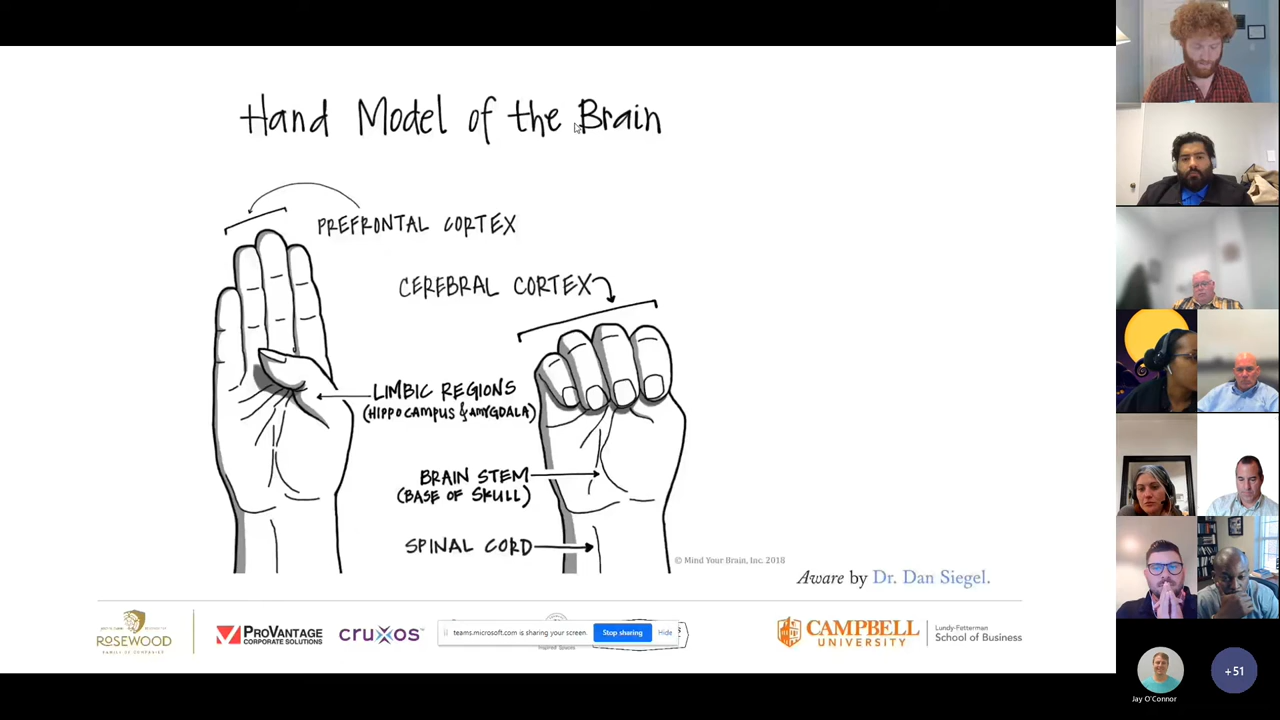 Hand Model of the Brain
PREFRONTAL CORTEX
CEREBRAL CORTEX
LIMBIC REGIONS
(HIPPOCAMPUS & AMYGDALA)
BRAIN STEM
(BASE OF SKULL)
SPINAL CORD
© Mind Your Brain, Inc. 2018
Aware by Dr. Dan Siegel.
ROSEWOOD
PROVANTAGE
CORPORATE SOLUTIONS
cruxos
teams.microsoft.com is sharing your screen.
Stop sharing
Hide
Inspired Spaces
CAMPBELL
UNIVERSITY
Lundy-Fetterman
School of Business
Jay O'Connor
+51